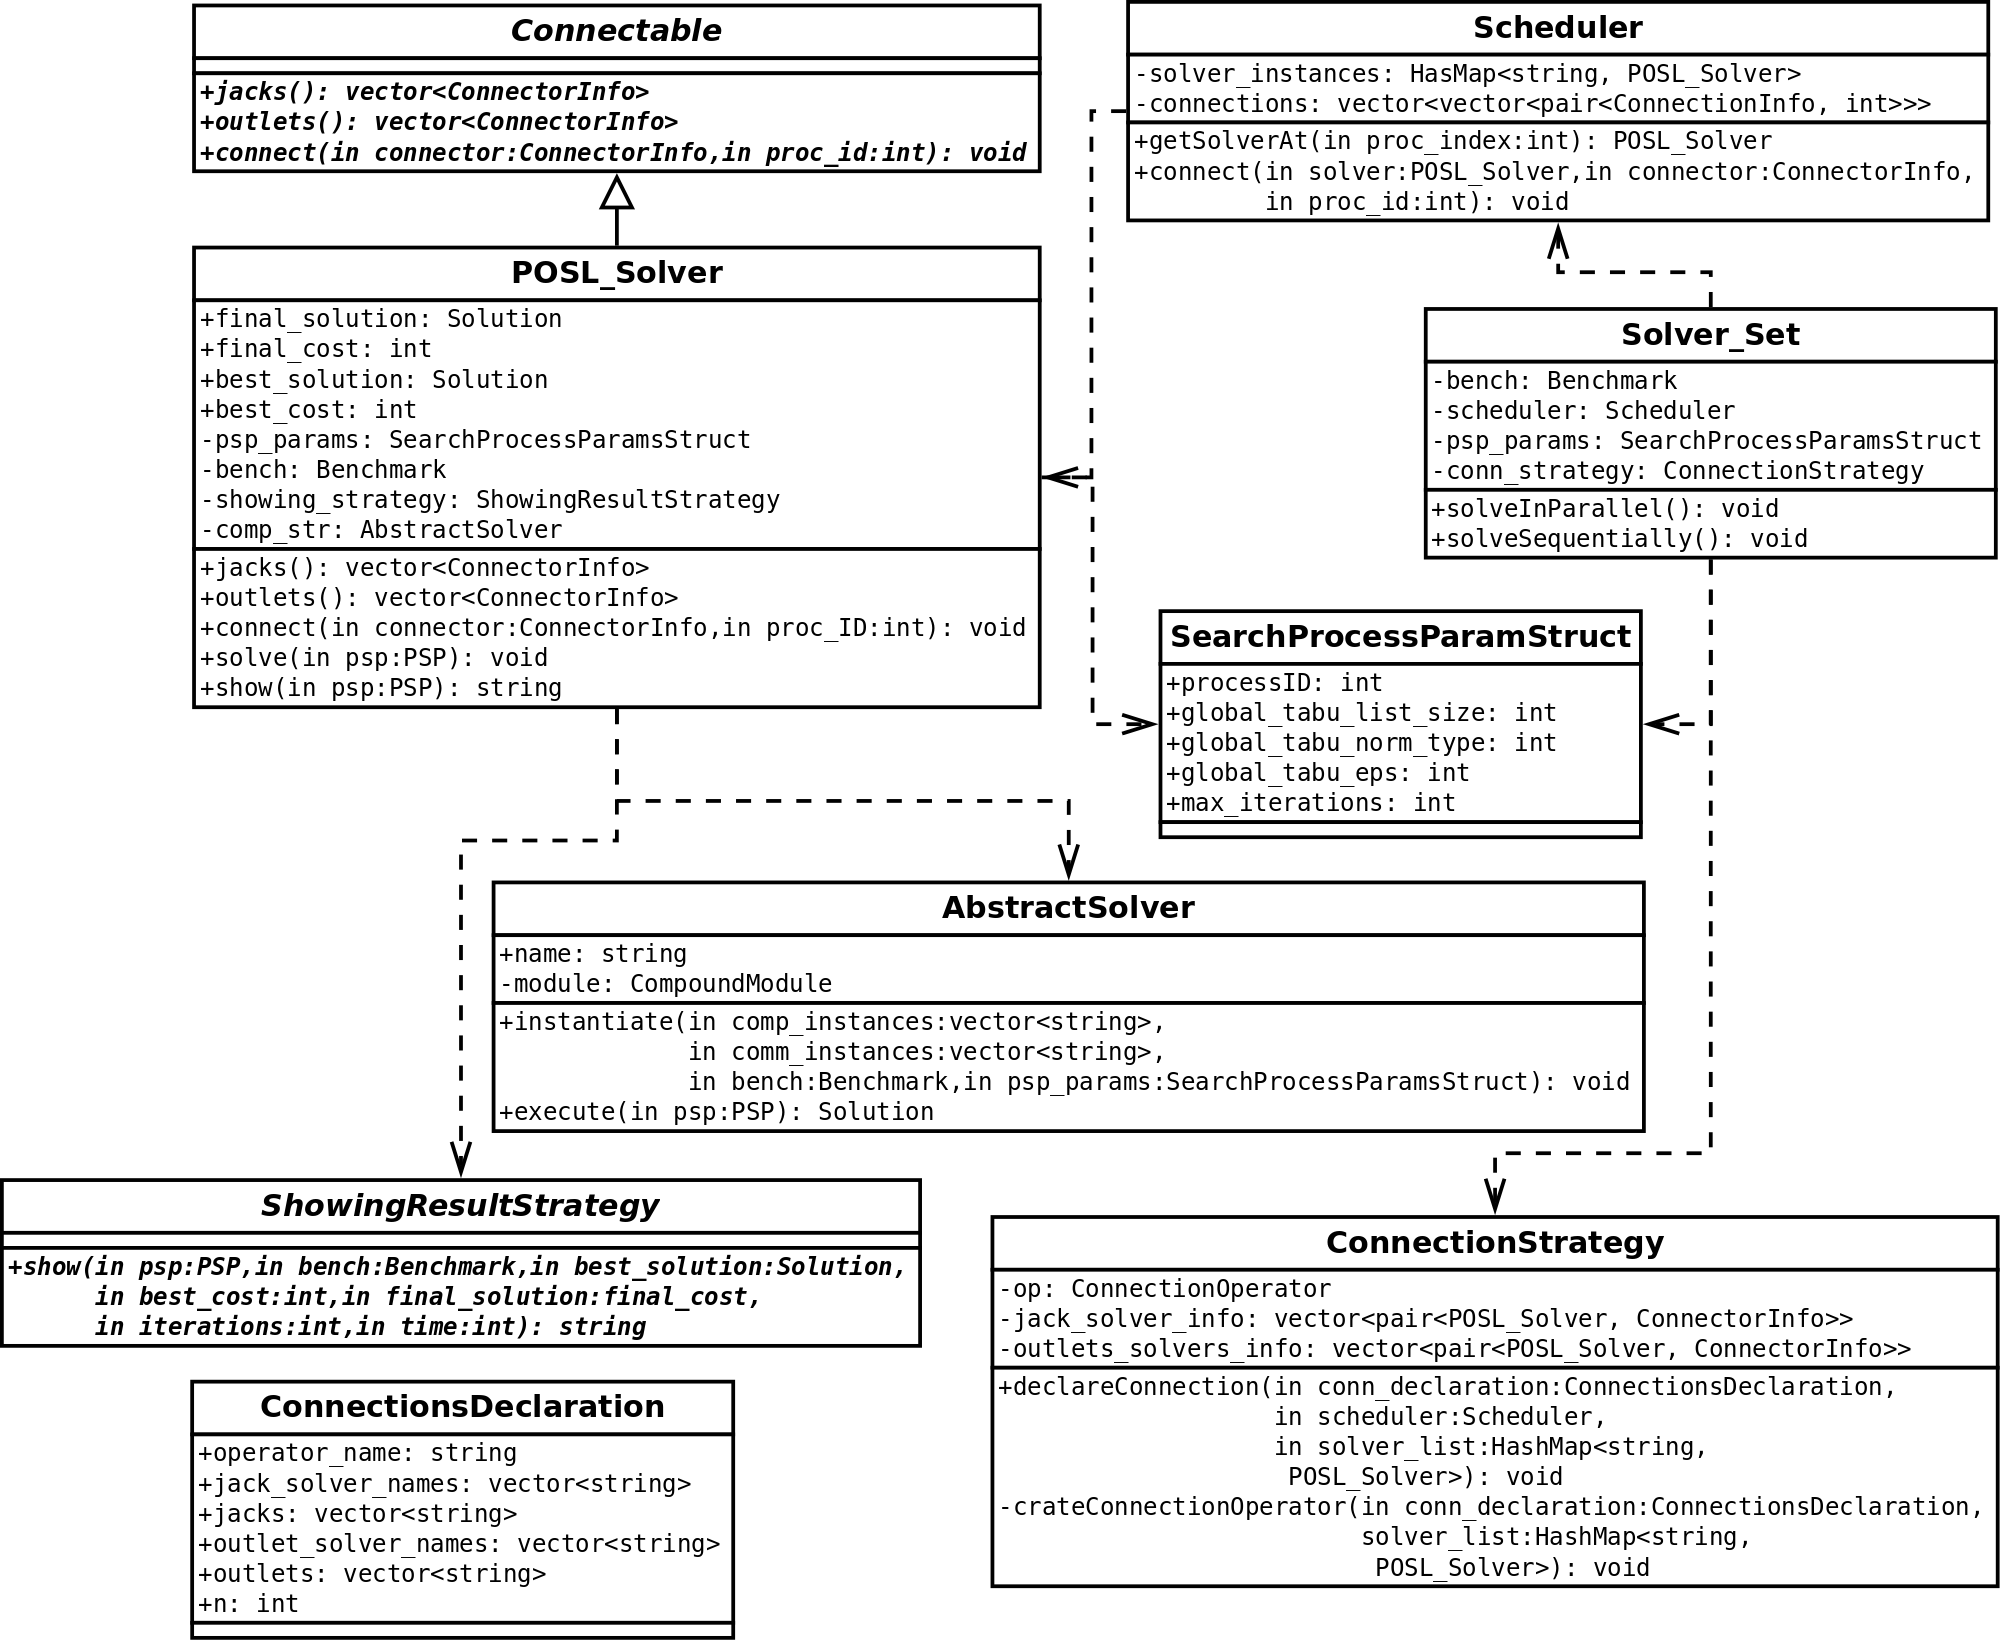 Connectable
+jacks(): vector<ConnectorInfo>
+outlets(): vector<ConnectorInfo>
+connect(in connector:ConnectorInfo,in proc_id:int): void
Scheduler
-solver_instances: HasMap<string, POSL_Solver>
-connections: vector<vector<pair<ConnectionInfo, int>>>
+getSolverAt(in proc_index:int): POSL_Solver
+connect(in solver:POSL_Solver,in connector:ConnectorInfo,
in proc_id:int): void
POSL_Solver
+final_solution: Solution
+final_cost: int
+best_solution: Solution
+best_cost: int
-psp_params: SearchProcessParamsStruct
-bench: Benchmark
-showing_strategy: ShowingResultStrategy
-comp_str: AbstractSolver
+jacks(): vector<ConnectorInfo>
+outlets(): vector<ConnectorInfo>
+connect(in connector:ConnectorInfo,in proc_ID:int): void
+solve(in psp:PSP): void
+show(in psp:PSP): string
Solver_Set
-bench: Benchmark
-scheduler: Scheduler
-psp_params: SearchProcessParamsStruct
-conn_strategy: ConnectionStrategy
+solveInParallel(): void
+solveSequentially(): void
SearchProcessParamStruct
+processID: int
+global_tabu_list_size: int
+global_tabu_norm_type: int
+global_tabu_eps: int
+max_iterations: int
AbstractSolver
+name: string
-module: CompoundModule
+instantiate(in comp_instances:vector<string>,
in comm_instances:vector<string>,
in bench:Benchmark,in psp_params:SearchProcessParamsStruct): void
+execute(in psp:PSP): Solution
ShowingResultStrategy
+show(in psp:PSP,in bench:Benchmark,in best_solution:Solution,
in best_cost:int,in final_solution:final_cost,
in iterations:int,in time:int): string
ConnectionStrategy
-op: ConnectionOperator
-jack_solver_info: vector<pair<POSL_Solver, ConnectorInfo>>
-outlets_solvers_info: vector<pair<POSL_Solver, ConnectorInfo>>
+declareConnection(in conn_declaration:ConnectionsDeclaration,
in scheduler:Scheduler,
in solver_list:HashMap<string,
POSL_Solver>): void
-crateConnectionOperator(in conn_declaration:ConnectionsDeclaration,
solver_list:HashMap<string,
POSL_Solver>): void
ConnectionsDeclaration
+operator_name: string
+jack_solver_names: vector<string>
+jacks: vector<string>
+outlet_solver_names: vector<string>
+outlets: vector<string>
+n: int